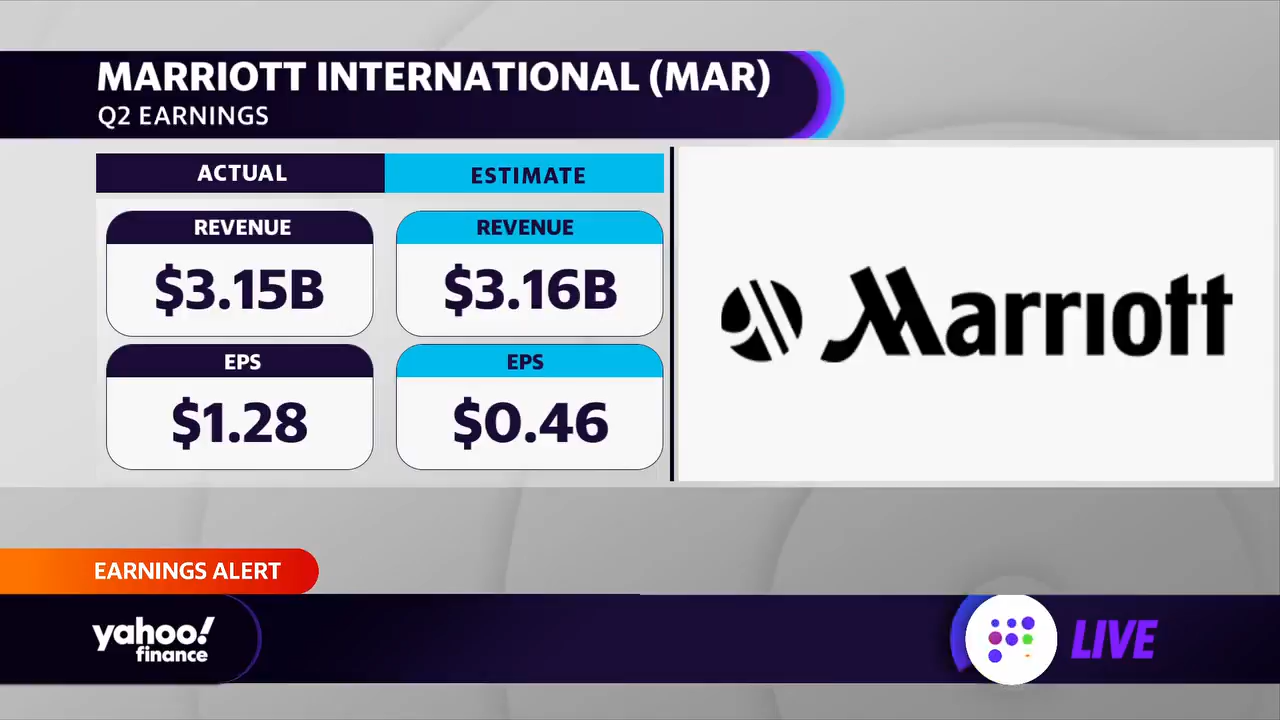 MARRIOTT INTERNATIONAL (MAR)
Q2 EARNINGS
ACTUAL
ESTIMATE
REVENUE
$3.15B
REVENUE
$3.16B
EPS
$1.28
EPS
$0.46
Marriott
EARNINGS ALERT
yahoo!
finance
LIVE